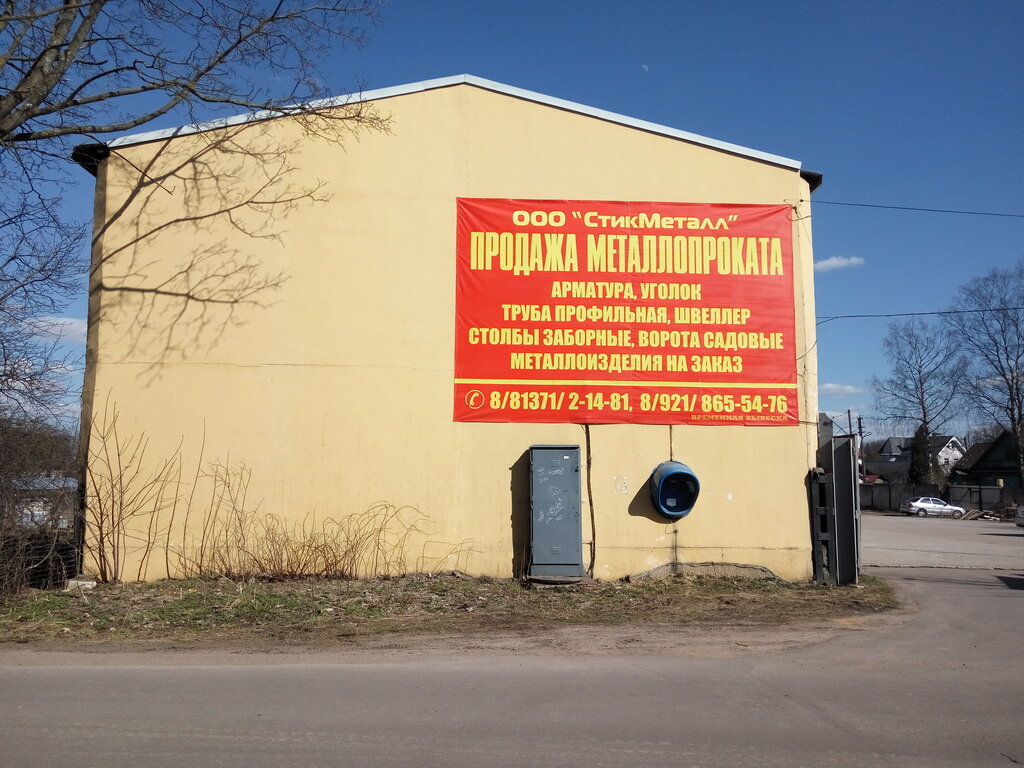 ООО "СтикМеталл"
ПРОДАЖА МЕТАЛЛОПРОКАТА
АРМАТУРА, УГОЛОК
ТРУБА ПРОФИЛЬНАЯ, ШВЕЛЛЕР
СТОЛБЫ ЗАБОРНЫЕ, ВОРОТА САДОВЫЕ
МЕТАЛЛОИЗДЕЛИЯ НА ЗАКАЗ
8/81371/ 2-14-81, 8/921/ 865-54-76
ВРЕМЕННАЯ ВЫВЕСКА